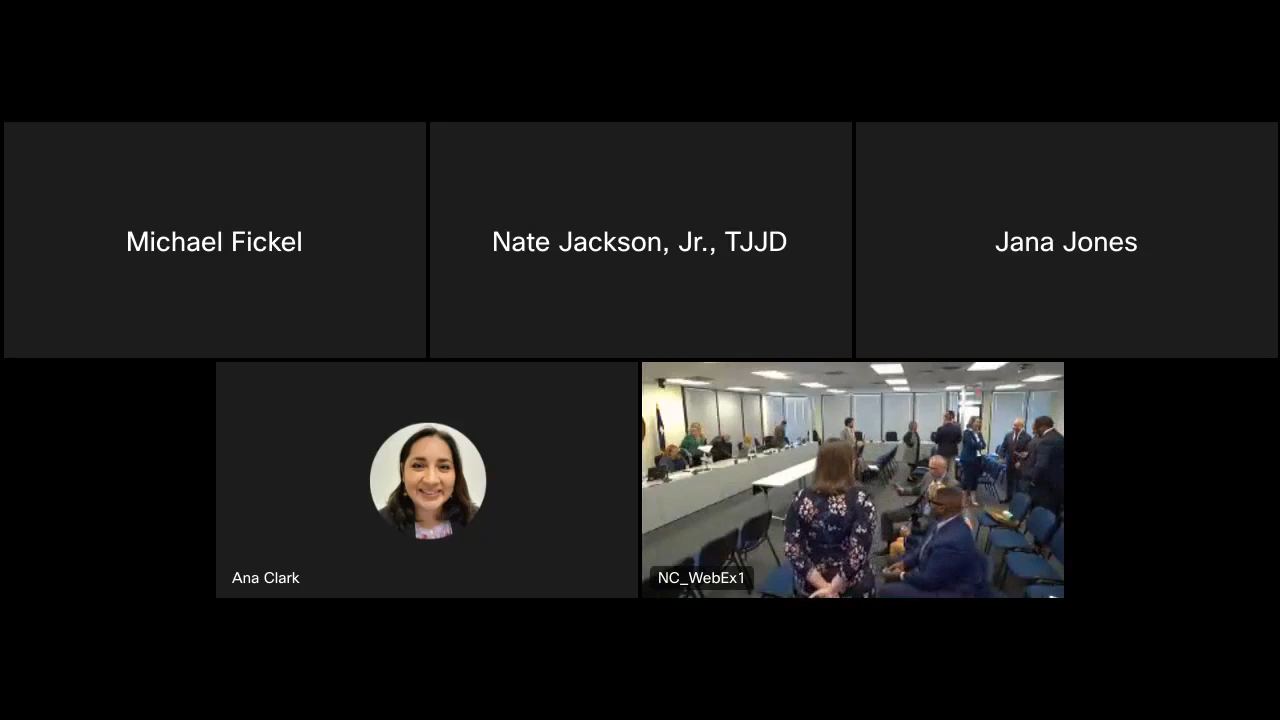 Michael Fickel
Nate Jackson, Jr., TJJD
Jana Jones
Ana Clark
NC_WebEx1